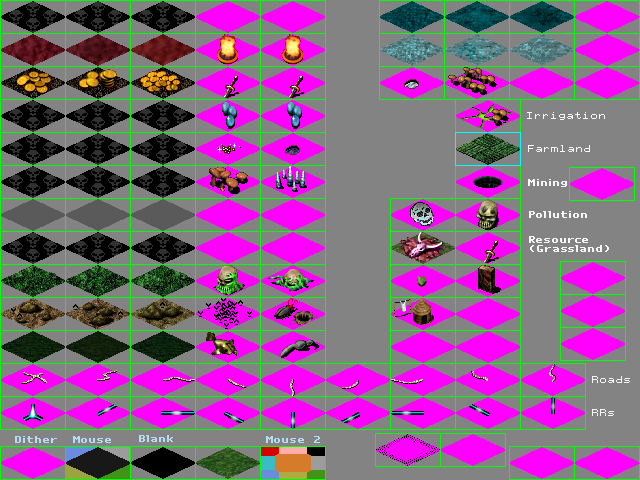 Irrigation
Farmland
Mining
Pollution
Resource
(Grassland)
Roads
RRs
Dither Mouse Blank Mouse 2